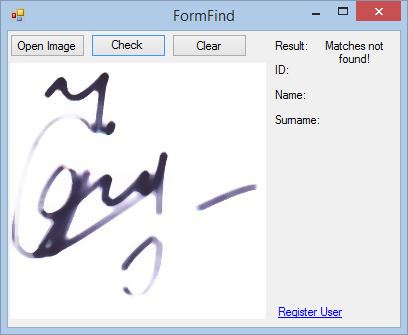 FormFind
Open Image
Check
Clear
Result: Matches not found!
ID:
Name:
Surname:
Register User